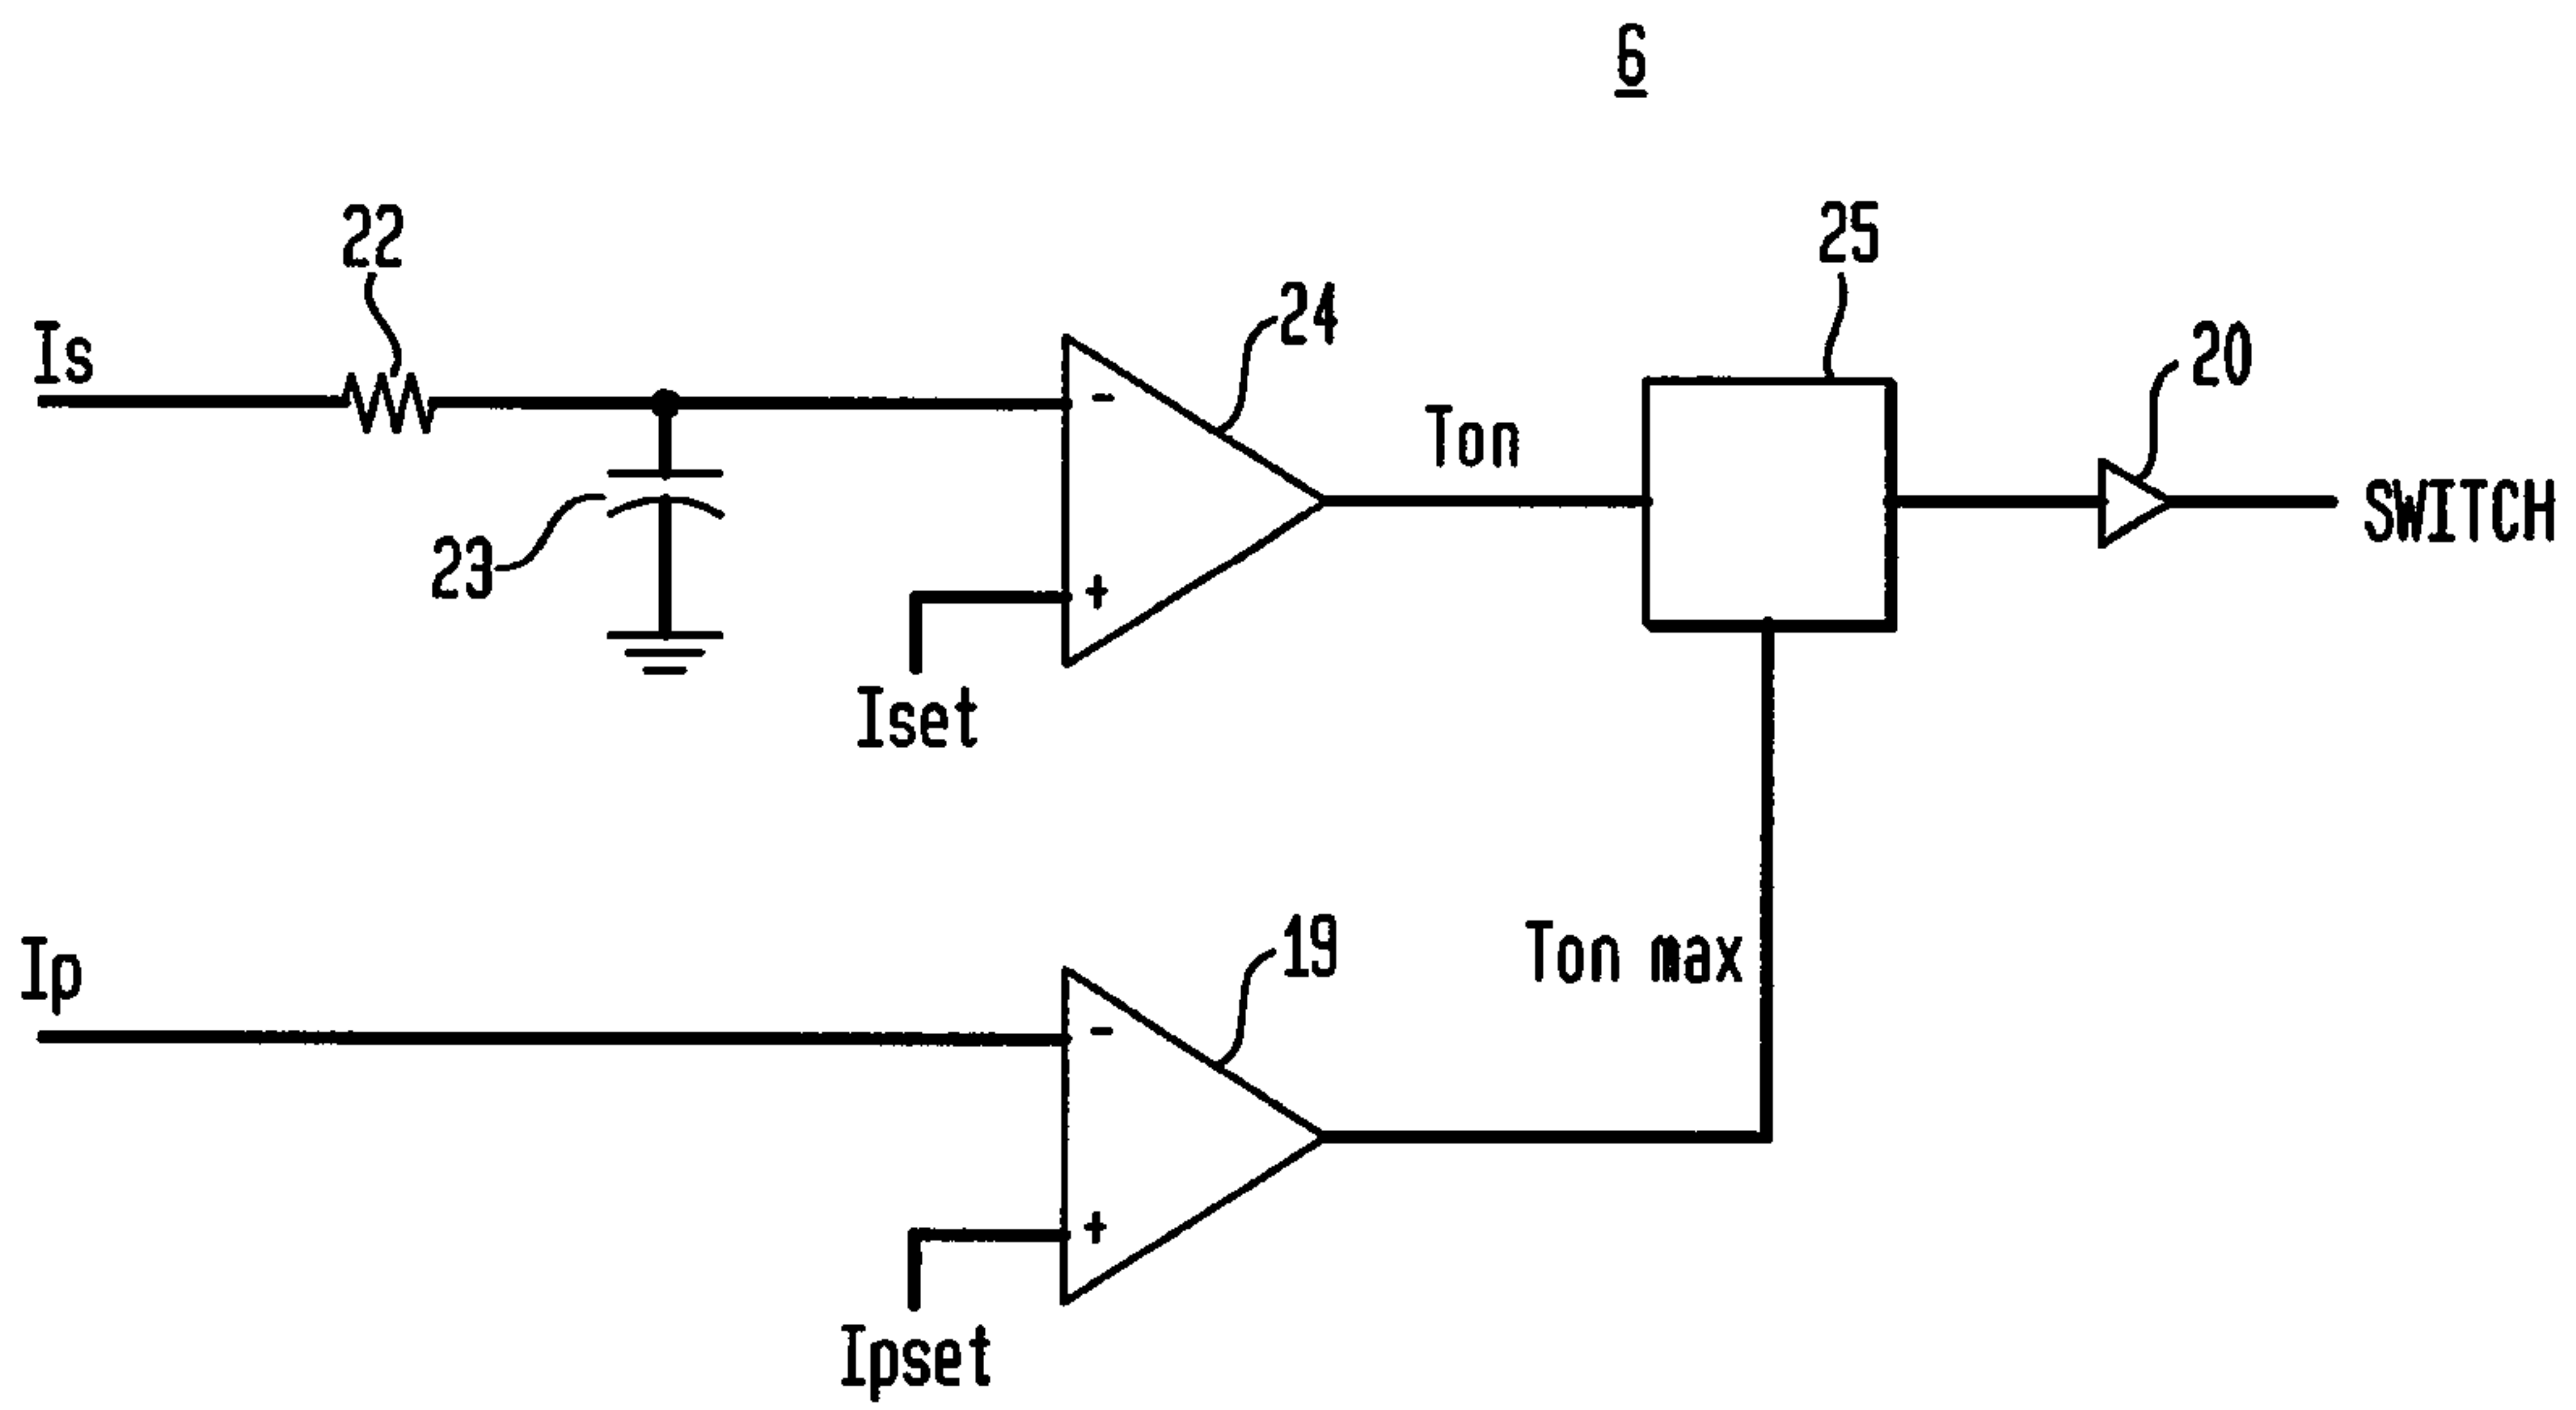 6
22
25
24
20
Is
-
Ton
SWITCH
23
+
Iset
19
Ip
Ton max
-
+
Ipset